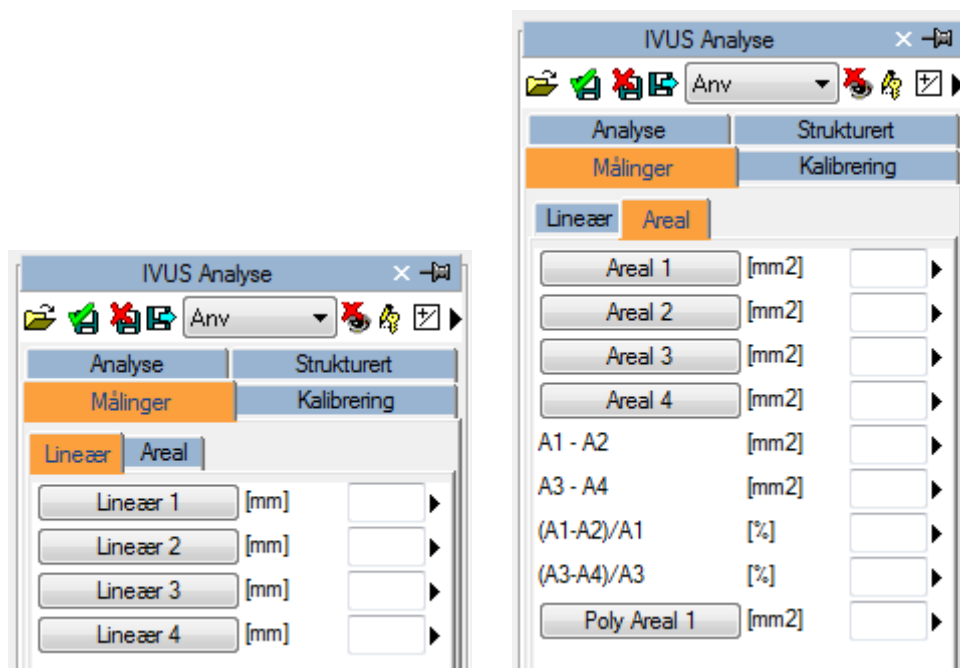 IVUS Analyse
Anv
Analyse Strukturert
Målinger Kalibrering
Lineær Areal
Lineær 1 [mm]
Lineær 2 [mm]
Lineær 3 [mm]
Lineær 4 [mm]
IVUS Analyse
Anv
Analyse Strukturert
Målinger Kalibrering
Lineær Areal
Areal 1 [mm2]
Areal 2 [mm2]
Areal 3 [mm2]
Areal 4 [mm2]
A1 - A2 [mm2]
A3 - A4 [mm2]
(A1-A2)/A1 [%]
(A3-A4)/A3 [%]
Poly Areal 1 [mm2]